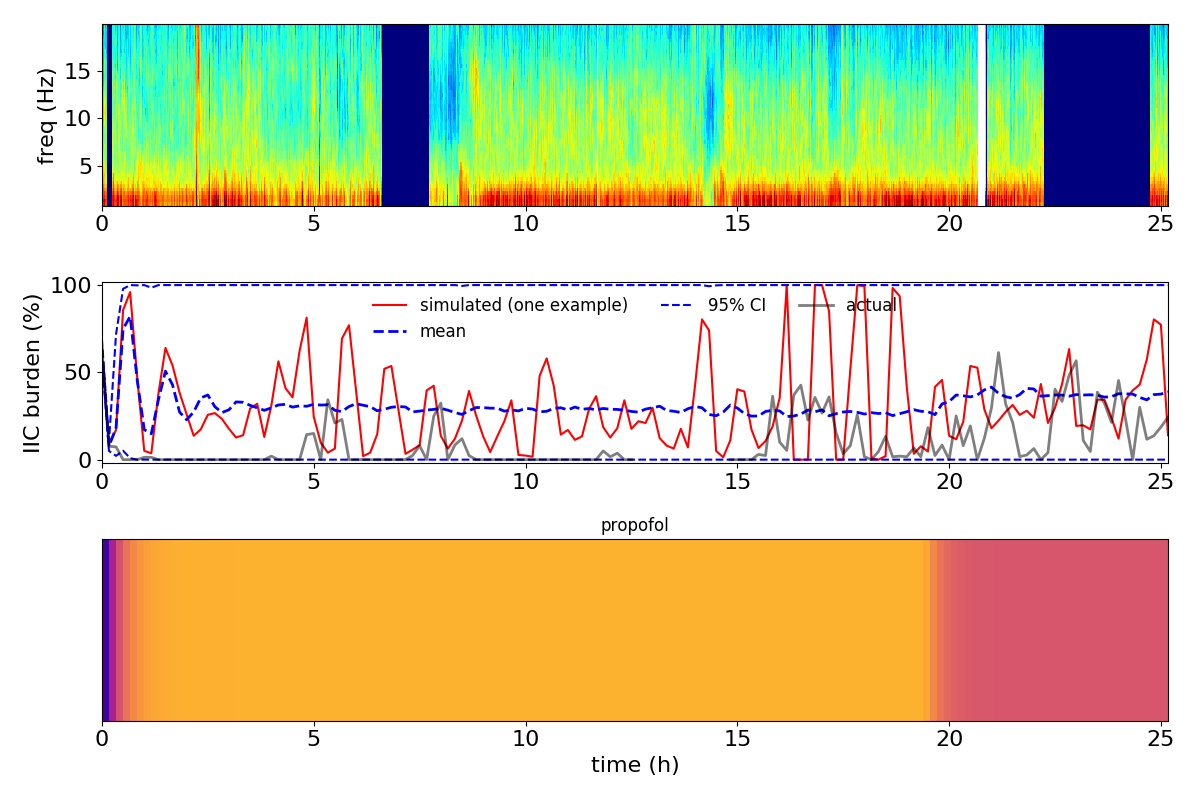 freq (Hz)
15
10
5
0 5 10 15 20 25
IIC burden (%)
100
50
0
simulated (one example) 95% CI actual
mean
0 5 10 15 20 25
propofol
0 5 10 15 20 25
time (h)